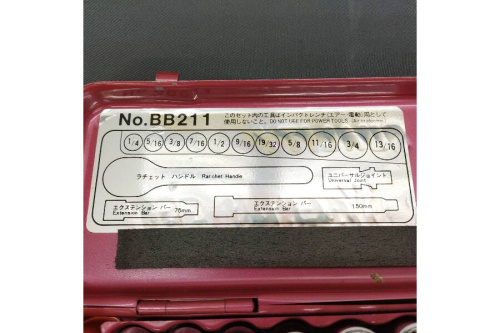 No.BB211
このセット内の工具はインパクトレンチ(エアー・電動)用として
使用しないこと。DO NOT USE FOR POWER TOOLS.
1/4 5/16 3/8 7/16 1/2 9/16 19/32 5/8 11/16 3/4 13/16
ラチェット ハンドル Ratchet Handle
ユニバーサルジョイント
Universal Joint
エクステンション バー
Extension Bar 75mm
エクステンション バー
Extension Bar 150mm